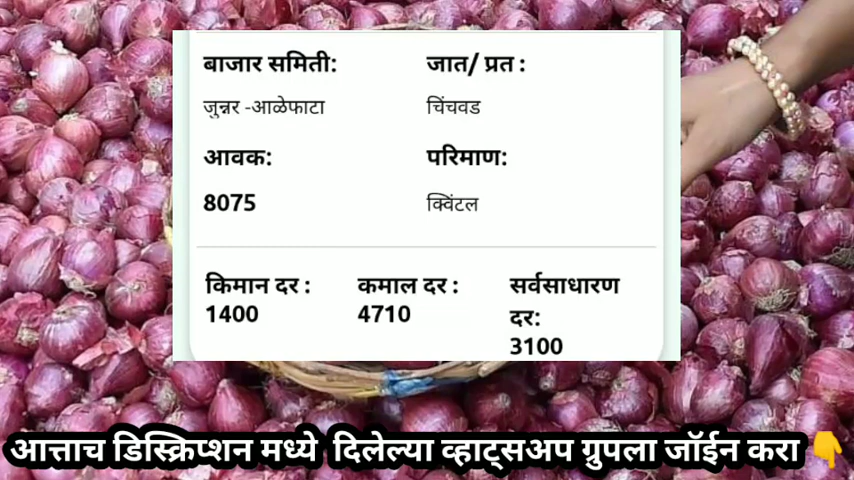 बाजार समिती: जात/ प्रत :
जुन्नर -आळेफाटा चिंचवड
आवक: परिमाण:
8075 क्विंटल
किमान दर : कमाल दर : सर्वसाधारण
1400 4710 दर:
3100
आत्ताच डिस्क्रिप्शन मध्ये दिलेल्या व्हाट्सअप ग्रुपला जॉईन करा 👇